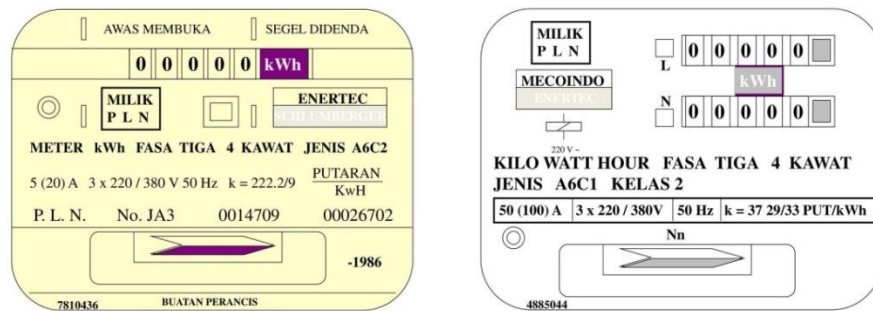 AWAS MEMBUKA SEGEL DIDENDA
0 0 0 0 0 kWh
MILIK
P L N
ENERTEC
SCHLUMBERGER
METER kWh FASA TIGA 4 KAWAT JENIS A6C2
5 (20) A 3 x 220 / 380 V 50 Hz k = 222.2/9 PUTARAN
KwH
P. L. N. No. JA3 0014709 00026702
-1986
7810436 BUATAN PERANCIS
MILIK
P L N
MECOINDO
ENERTEC
220 V ~
L 0 0 0 0 0
kWh
N 0 0 0 0 0
KILO WATT HOUR FASA TIGA 4 KAWAT
JENIS A6C1 KELAS 2
50 (100) A 3 x 220 / 380V 50 Hz k = 37 29/33 PUT/kWh
Nn
4885044